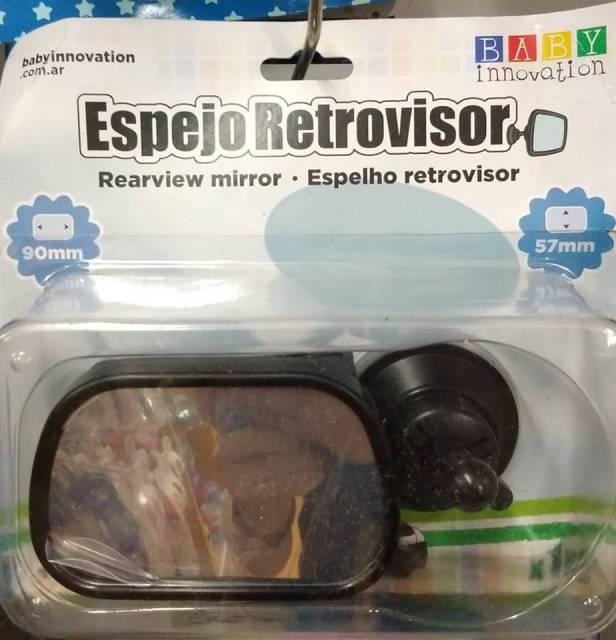 babyinnovation
.com.ar
BABY
innovation
Espejo Retrovisor
Rearview mirror · Espelho retrovisor
90mm
57mm